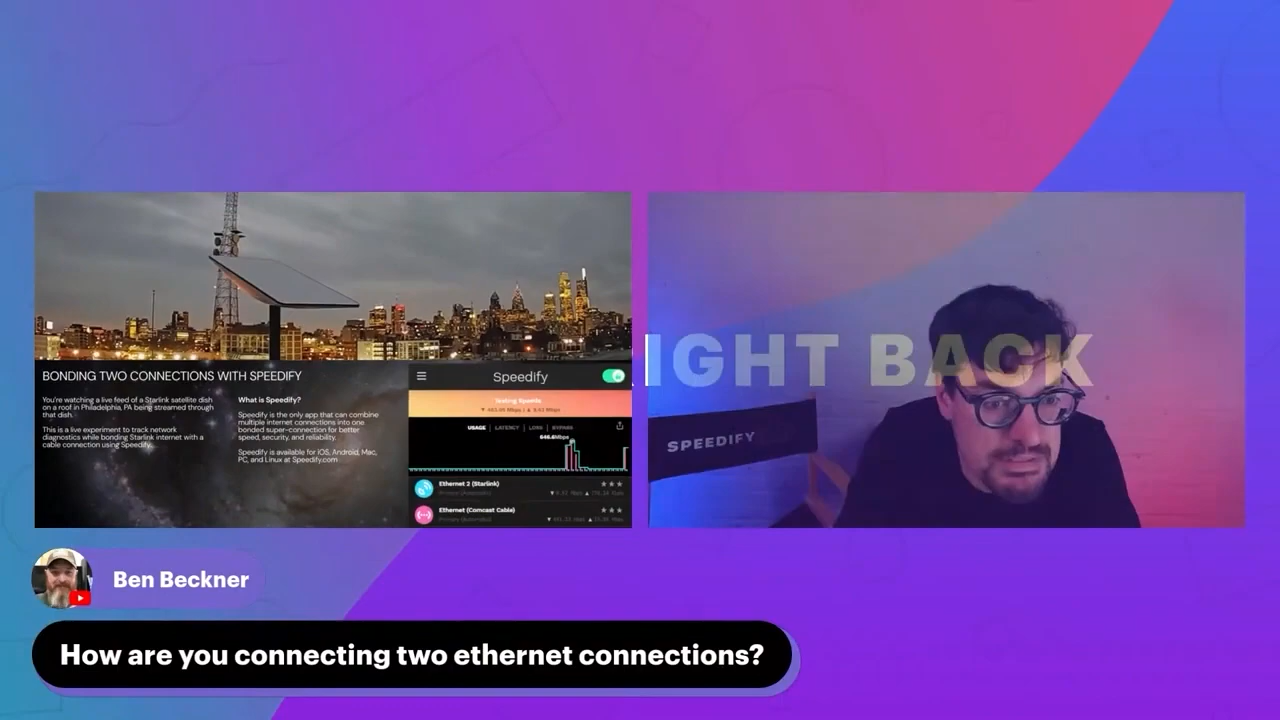 BONDING TWO CONNECTIONS WITH SPEEDIFY
You're watching a live feed of a Starlink satellite dish
on a roof in Philadelphia, PA being streamed through
that dish.
This is a live experiment to track network
diagnostics while bonding Starlink internet with a
cable connection using Speedify.
What is Speedify?
Speedify is the only app that can combine
multiple internet connections into one
bonded super-connection for better
speed, security, and reliability.
Speedify is available for iOS, Android, Mac,
PC, and Linux at Speedify.com
Speedify
Testing Speeds
USAGE | LATENCY | LOSS | BYPASS
Ethernet 2 (Starlink)
Ethernet (Comcast Cable)
IGHT BACK
SPEEDIFY
Ben Beckner
How are you connecting two ethernet connections?